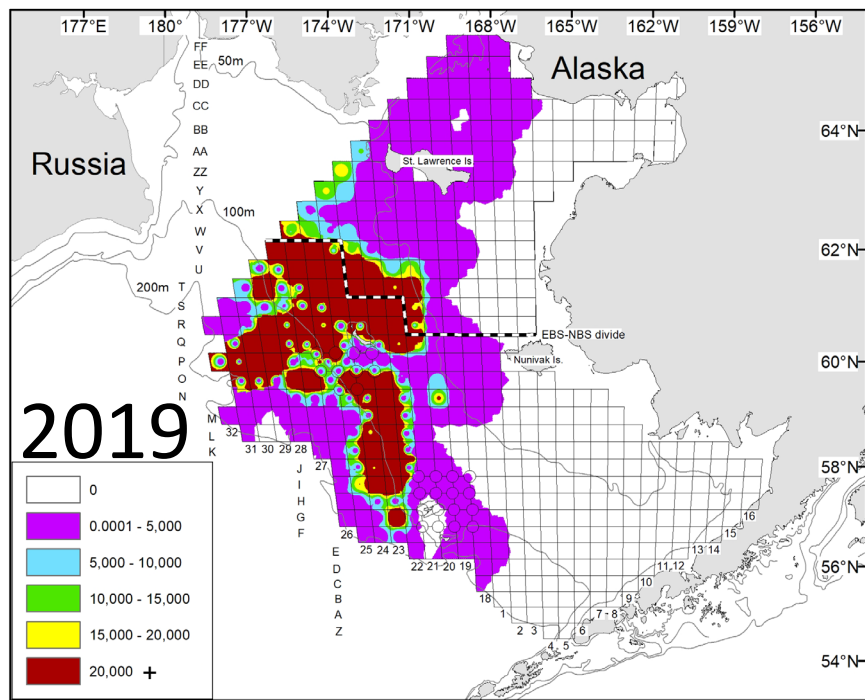 177°E 180° 177°W 174°W 171°W 168°W 165°W 162°W 159°W 156°W
FF
EE
50m
Alaska
DD
CC
BB
64°N
AA
Russia
St. Lawrence Is.
ZZ
Y
X
100m
W
V
62°N
U
200m
T
S
R
EBS-NBS divide
Q
Nunivak Is.
P
60°N
O
N
2019
M
L
K
32
31 30 29 28
27
J
I
H
G
F
58°N
16
15
26
25 24 23
E
D
C
B
A
Z
22 21 20 19
18
13 14
11 12
10
9
56°N
1
2 3
7 8
6
4 5
54°N
0
0.0001 - 5,000
5,000 - 10,000
10,000 - 15,000
15,000 - 20,000
20,000 +